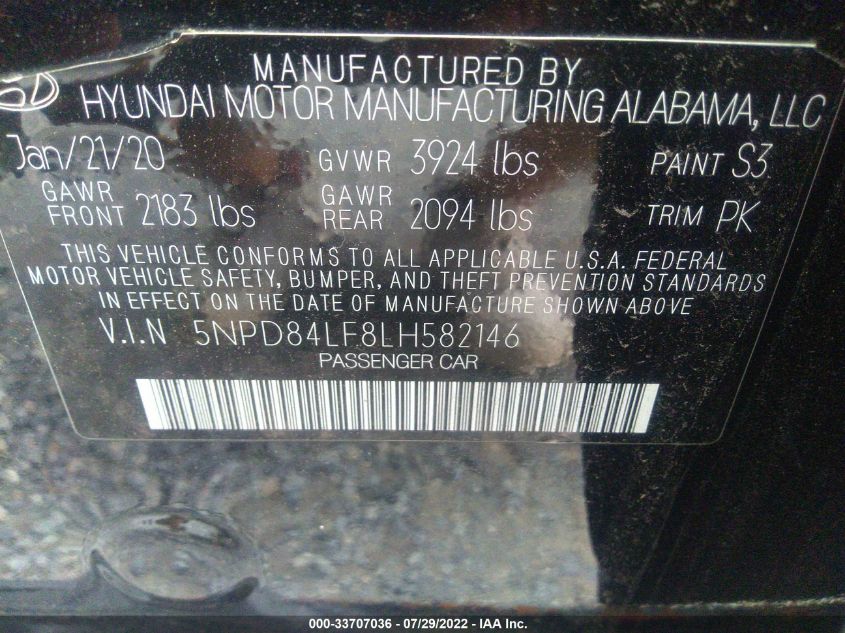 MANUFACTURED BY
HYUNDAI MOTOR MANUFACTURING ALABAMA, LLC
Jan/21/20 GVWR 3924 lbs PAINT S3
GAWR FRONT 2183 lbs GAWR REAR 2094 lbs TRIM PK
THIS VEHICLE CONFORMS TO ALL APPLICABLE U.S.A. FEDERAL
MOTOR VEHICLE SAFETY, BUMPER, AND THEFT PREVENTION STANDARDS
IN EFFECT ON THE DATE OF MANUFACTURE SHOWN ABOVE
V.I.N 5NPD84LF8LH582146
PASSENGER CAR
000-33707036 - 07/29/2022 - IAA Inc.